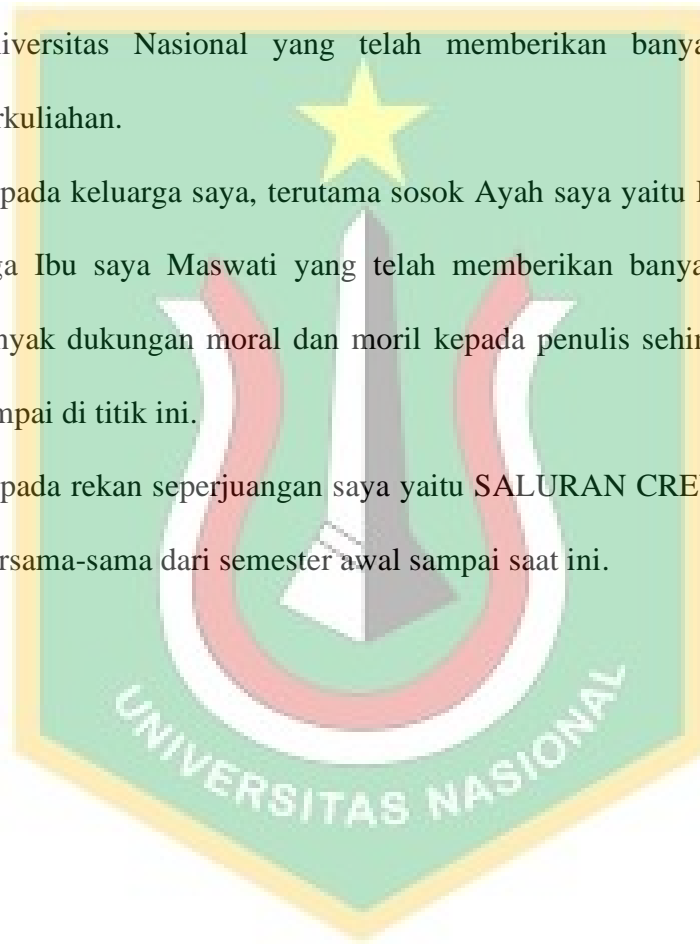 iversitas Nasional yang telah memberikan banya
rkuliahan.
pada keluarga saya, terutama sosok Ayah saya yaitu
ga Ibu saya Maswati yang telah memberikan banya
nyak dukungan moral dan moril kepada penulis sehin
mpai di titik ini.
pada rekan seperjuangan saya yaitu SALURAN CRE
rsama-sama dari semester awal sampai saat ini.
UNIVERSITAS NASIONAL